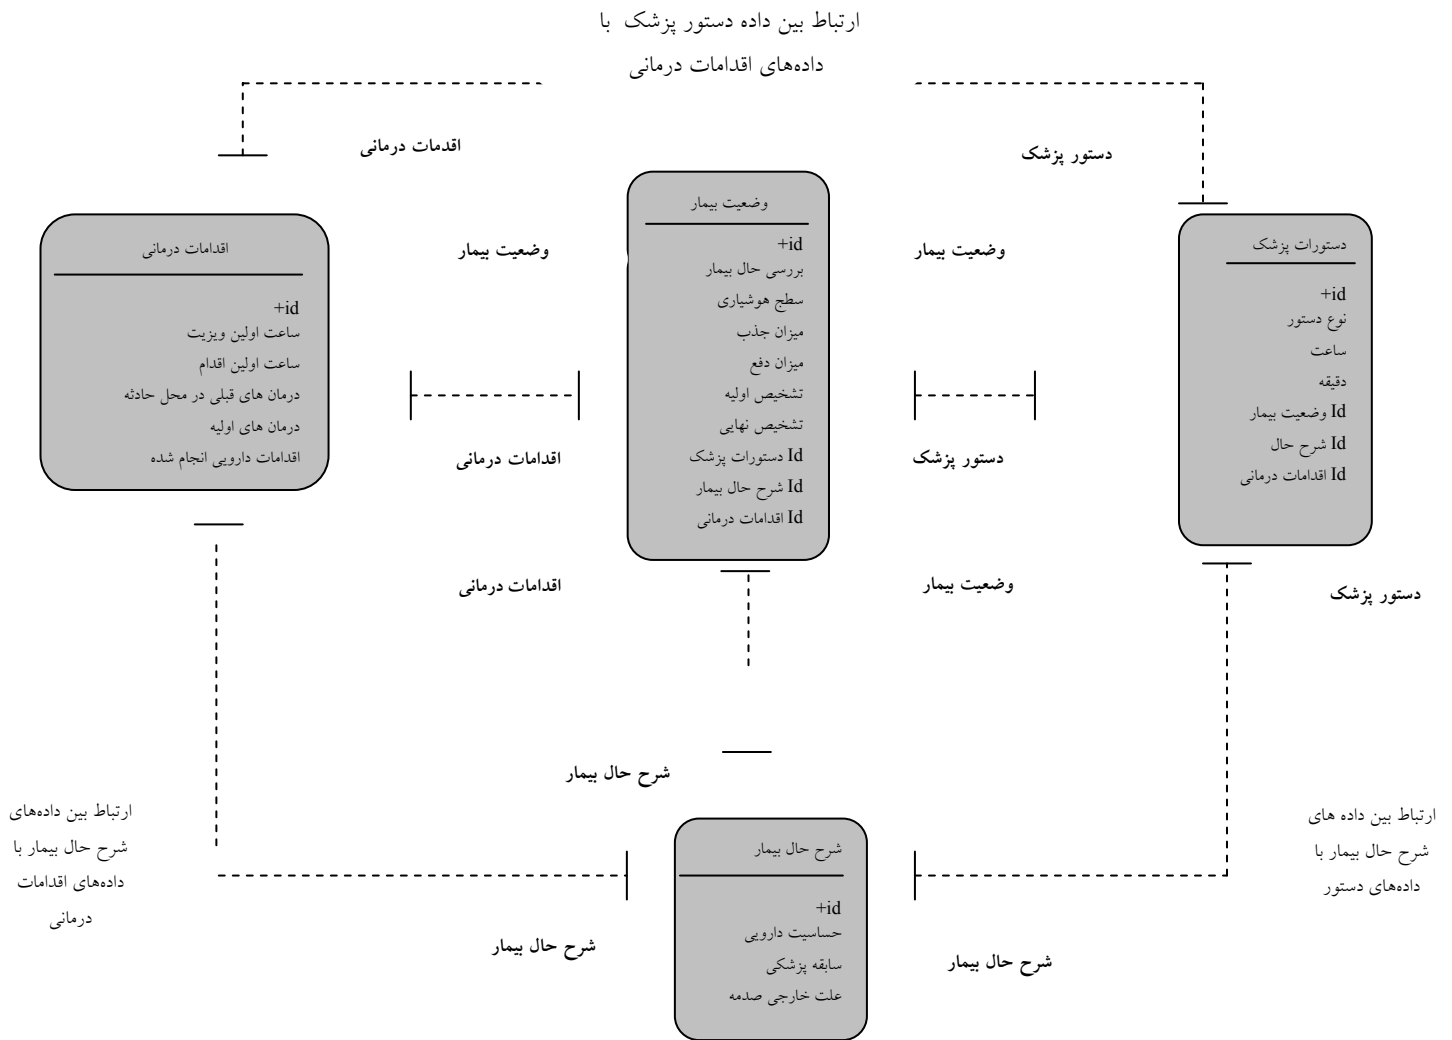 ارتباط بین داده دستور پزشک با
داده‌های اقدامات درمانی
دستور پزشک
اقدمات درمانی
دستورات پزشک
+id
نوع دستور
ساعت
دقیقه
Id وضعیت بیمار
Id شرح حال
Id اقدامات درمانی
وضعیت بیمار
دستور پزشک
وضعیت بیمار
+id
بررسی حال بیمار
سطج هوشیاری
میزان جذب
میزان دفع
تشخیص اولیه
تشخیص نهایی
Id دستورات پزشک
Id شرح حال بیمار
Id اقدامات درمانی
وضعیت بیمار
اقدامات درمانی
اقدامات درمانی
+id
ساعت اولین ویزیت
ساعت اولین اقدام
درمان های قبلی در محل حادثه
درمان های اولیه
اقدامات دارویی انجام شده
دستور پزشک
وضعیت بیمار
اقدامات درمانی
شرح حال بیمار
ارتباط بین داده های
شرح حال بیمار با
داده‌های دستور
شرح حال بیمار
+id
حساسیت دارویی
سابقه پزشکی
علت خارجی صدمه
ارتباط بین داده‌های
شرح حال بیمار با
داده‌های اقدامات
درمانی
شرح حال بیمار
شرح حال بیمار